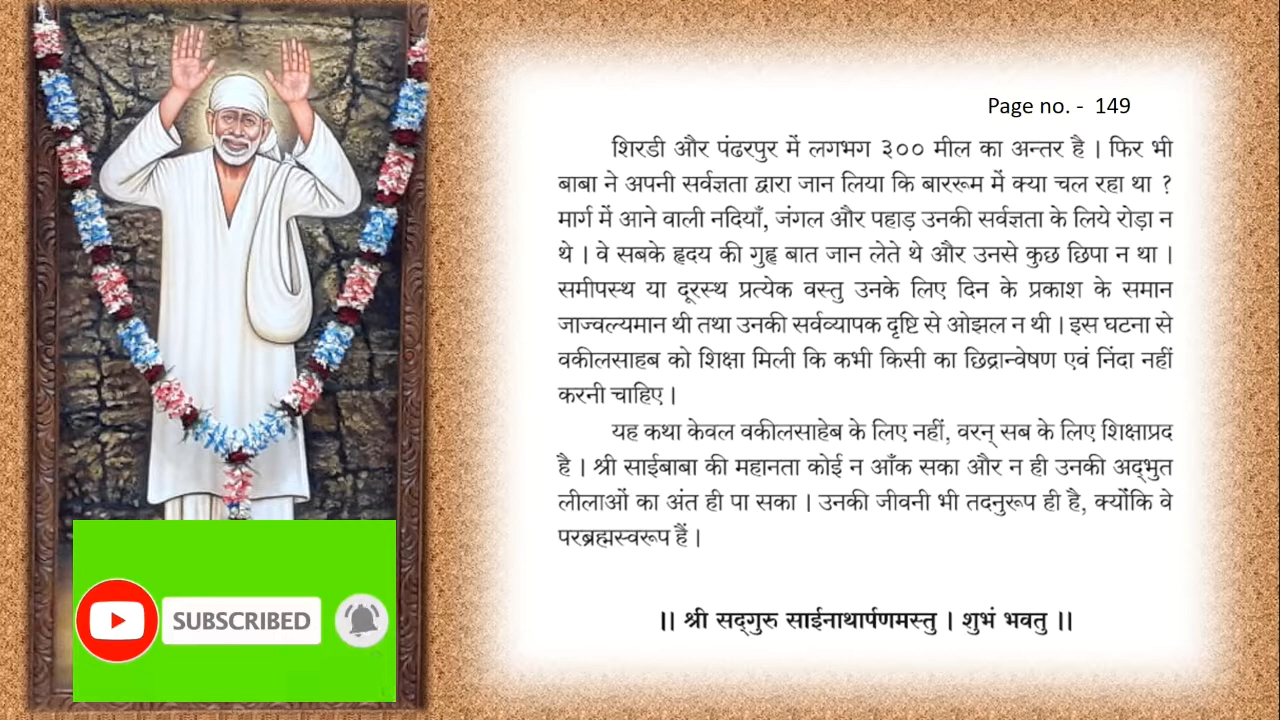 Page no. - 149
शिरडी और पंढरपुर में लगभग ३०० मील का अन्तर है । फिर भी
बाबा ने अपनी सर्वज्ञता द्वारा जान लिया कि बाररूम में क्या चल रहा था ?
मार्ग में आने वाली नदियाँ, जंगल और पहाड़ उनकी सर्वज्ञता के लिये रोड़ा न
थे । वे सबके हृदय की गुह्य बात जान लेते थे और उनसे कुछ छिपा न था ।
समीपस्थ या दूरस्थ प्रत्येक वस्तु उनके लिए दिन के प्रकाश के समान
जाज्वल्यमान थी तथा उनकी सर्वव्यापक दृष्टि से ओझल न थी । इस घटना से
वकीलसाहब को शिक्षा मिली कि कभी किसी का छिद्रान्वेषण एवं निंदा नहीं
करनी चाहिए ।
यह कथा केवल वकीलसाहेब के लिए नहीं, वरन् सब के लिए शिक्षाप्रद
है । श्री साईबाबा की महानता कोई न आँक सका और न ही उनकी अद्‌भुत
लीलाओं का अंत ही पा सका । उनकी जीवनी भी तदनुरूप ही है, क्योंकि वे
परब्रह्मस्वरूप हैं ।
।। श्री सद्‌गुरु साईनाथार्पणमस्तु । शुभं भवतु ।।
SUBSCRIBED